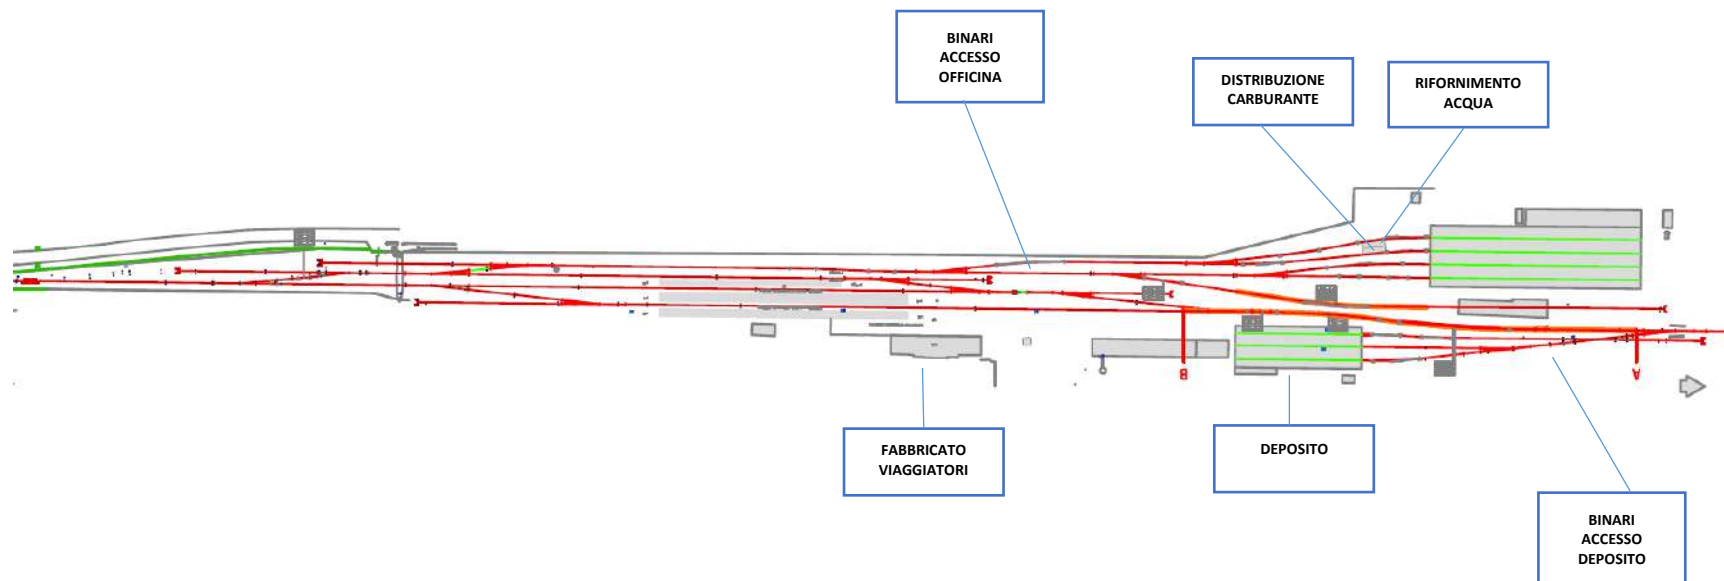 BINARI
ACCESSO
OFFICINA
DISTRIBUZIONE
CARBURANTE
RIFORNIMENTO
ACQUA
B
A
FABBRICATO
VIAGGIATORI
DEPOSITO
BINARI
ACCESSO
DEPOSITO